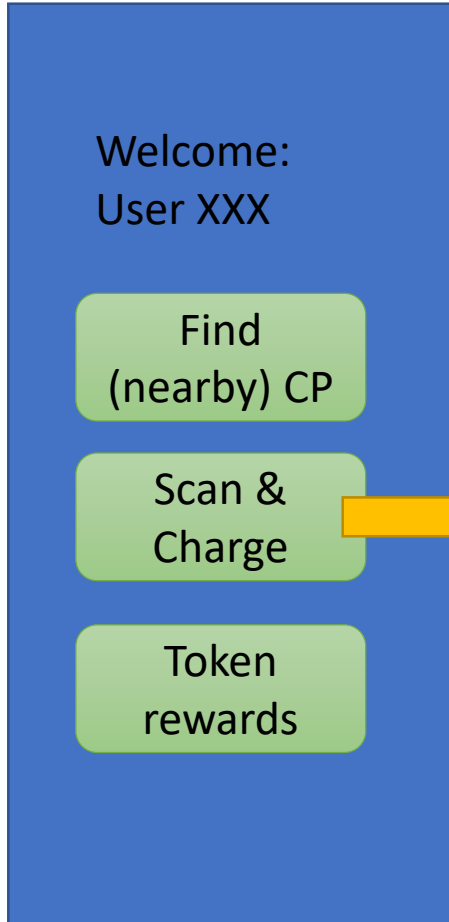 Welcome:
User XXX
Find
(nearby) CP
Scan &
Charge
Token
rewards